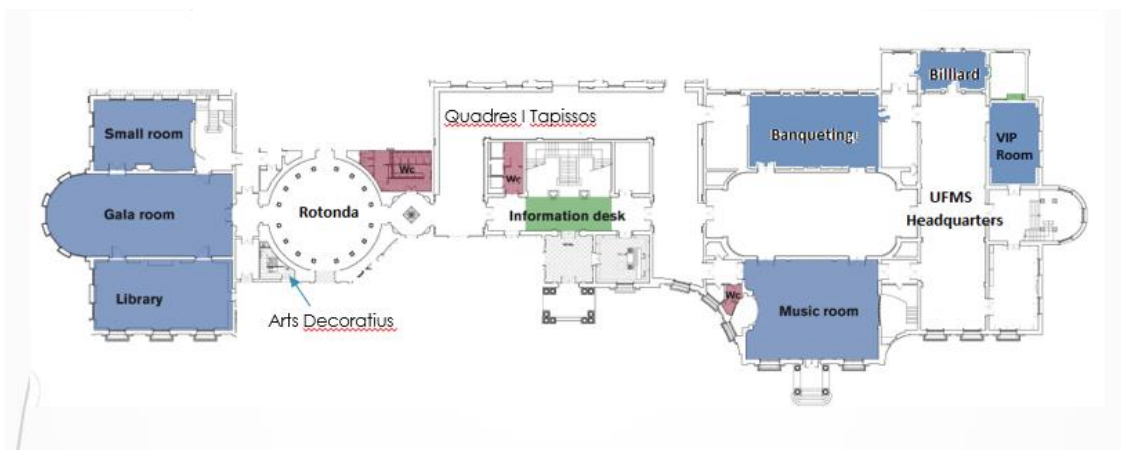 Billlard
Quadres I Tapissos
Small room
Banqueting
VIP
Room
Wc
Wc
UFMS
Headquarters
Gala room
Rotonda
Information desk
Library
Wc
Music room
Arts Decoratius